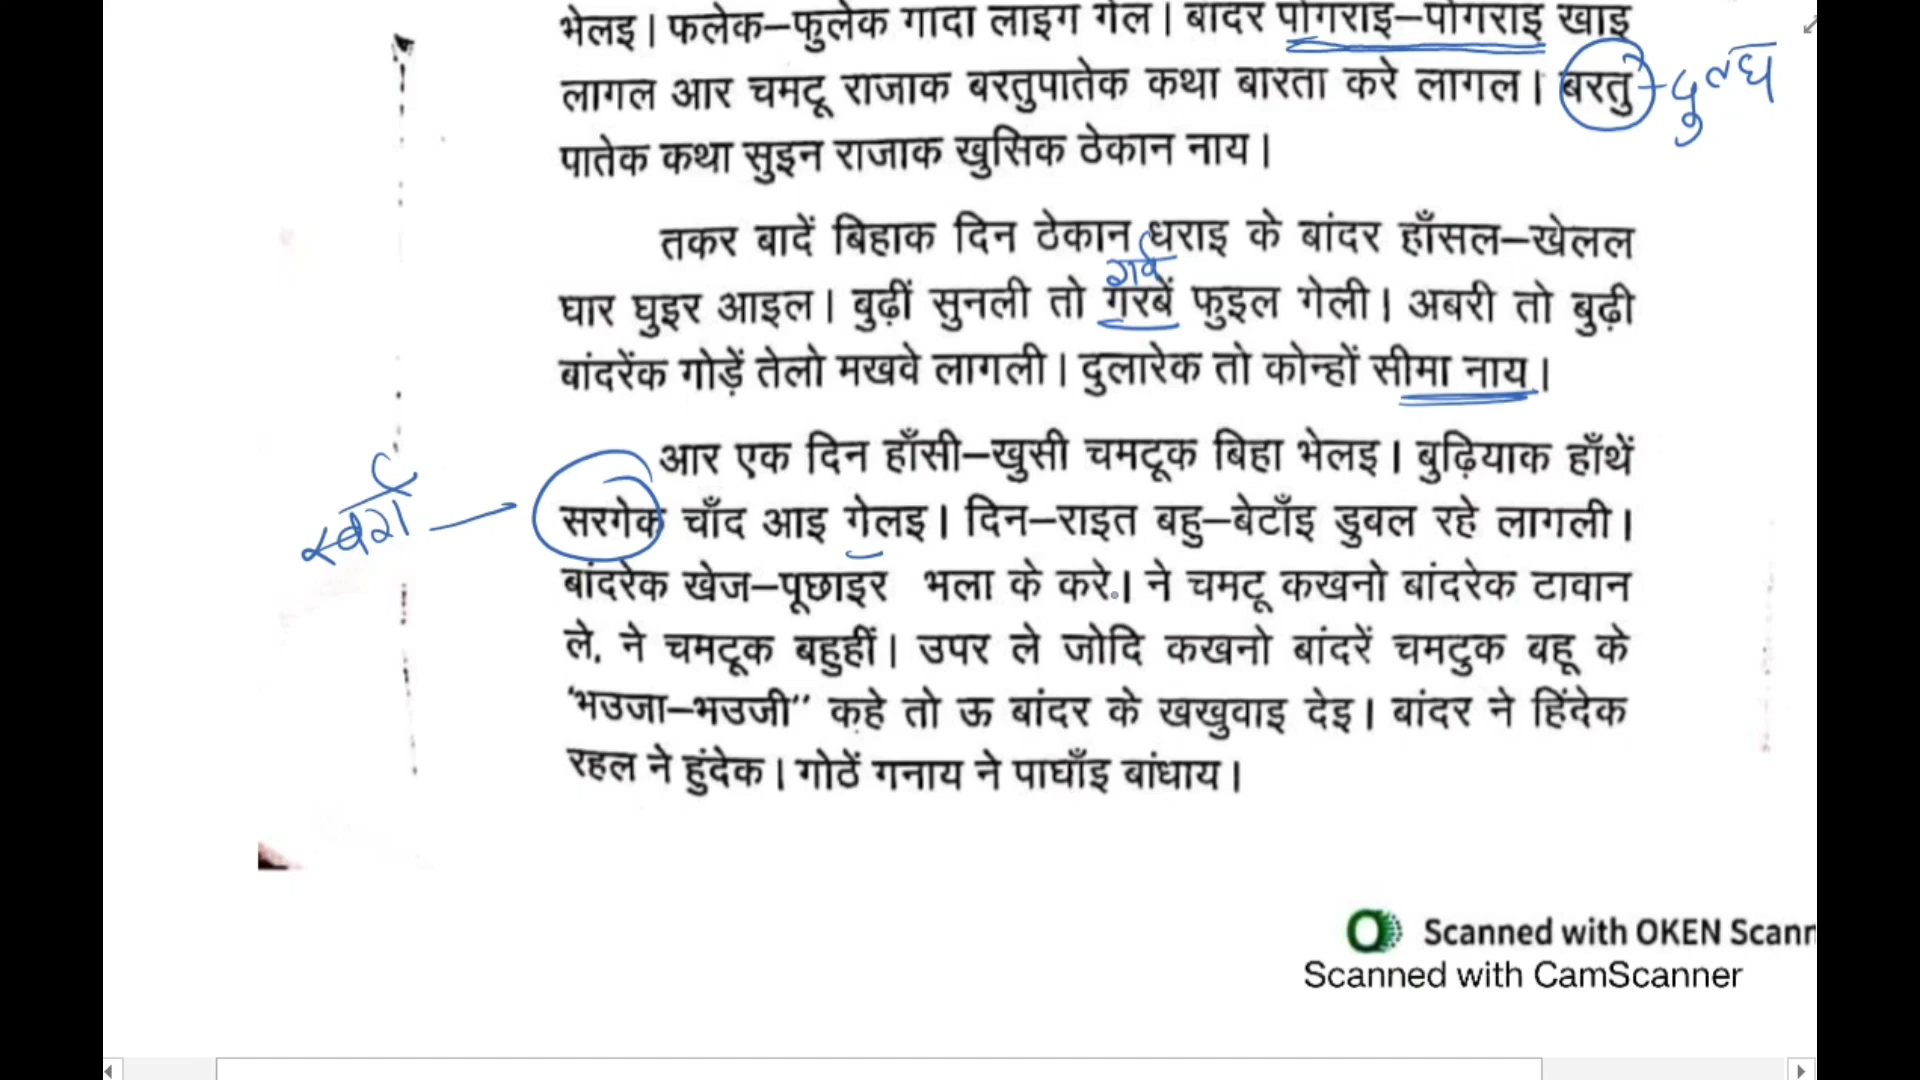 भेलइ। फलेक–फुलेक गादा लाइग गेल। बांदर पोंगराइ–पोंगराइ खाइ
लागल आर चमटू राजाक बरतुपातेक कथा बारता करे लागल। बरतु
पातेक कथा सुइन राजाक खुसिक ठेकान नाय।
तकर बादें बिहाक दिन ठेकान धराइ के बांदर हाँसल–खेलल
गर्व
घार घुइर आइल। बुढ़ीं सुनली तो गरबें फुइल गेली। अबरी तो बुढ़ी
बांदरेंक गोड़ें तेलो मखवे लागली। दुलारेक तो कोन्हों सीमा नाय।
आर एक दिन हाँसी–खुसी चमटूक बिहा भेलइ। बुढ़ियाक हाँथें
सरगेक चाँद आइ गेलइ। दिन–राइत बहु–बेटाँइ डुबल रहे लागली।
बांदरेक खेज–पूछाइर भला के करे। ने चमटू कखनो बांदरेक टावान
ले, ने चमटूक बहुहीं। उपर ले जोदि कखनो बांदरें चमटुक बहू के
'भउजा–भउजी" कहे तो ऊ बांदर के खखुवाइ देइ। बांदर ने हिंदेक
रहल ने हुंदेक। गोठें गनाय ने पाघाँइ बांधाय।
Scanned with OKEN Scann
Scanned with CamScanner